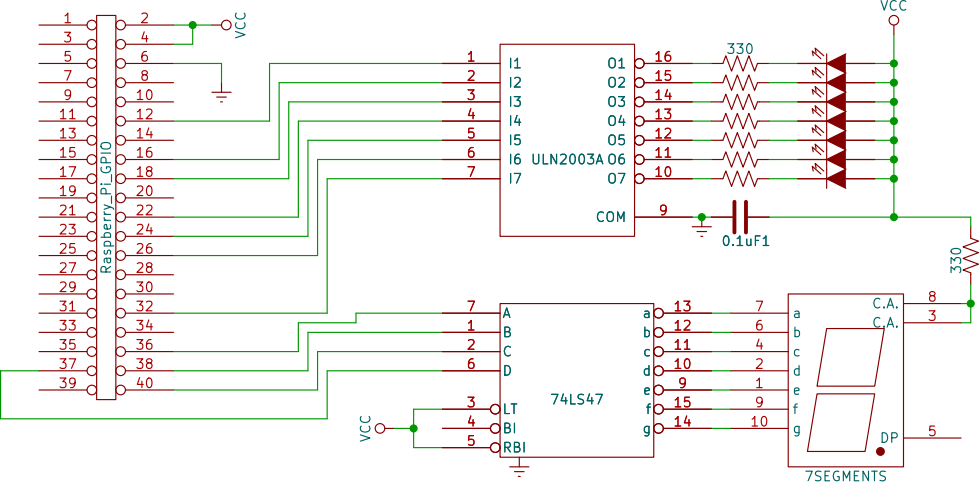 VCC
1 2 VCC
3 4
5 6
7 8
9 10
11 12
13 14
15 16
17 18
19 20
21 22
23 24
25 26
27 28
29 30
31 32
33 34
35 36
37 38
39 40
Raspberry_Pi_GPIO
1 I1 O1 16 330
2 I2 O2 15
3 I3 O3 14
4 I4 O4 13
5 I5 O5 12
6 I6 ULN2003A O6 11
7 I7 O7 10
COM 9
0.1uF1
330
7 A a 13 7 a C.A. 8
1 B b 12 6 b C.A. 3
2 C c 11 4 c
6 D d 10 2 d
e 9 1 e
74LS47
3 LT f 15 9 f
VCC 4 BI g 14 10 g
5 RBI DP 5
7SEGMENTS